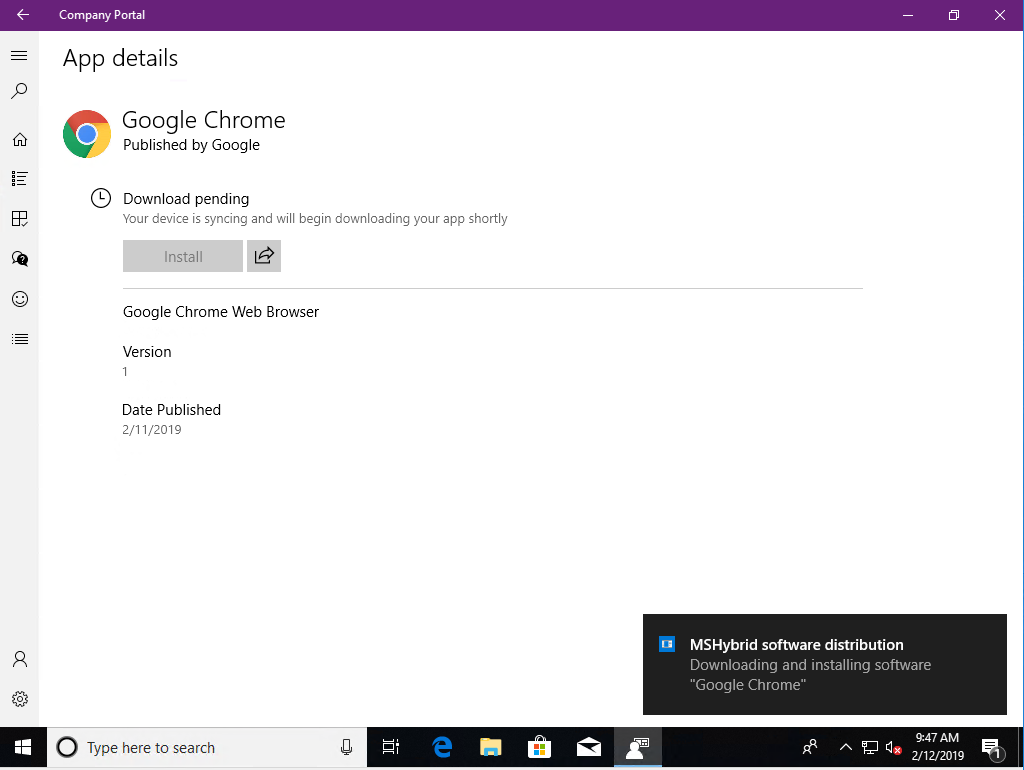 Company Portal
App details
Google Chrome
Published by Google
Download pending
Your device is syncing and will begin downloading your app shortly
Install
Google Chrome Web Browser
Version
1
Date Published
2/11/2019
MSHybrid software distribution
Downloading and installing software
"Google Chrome"
Type here to search
9:47 AM
2/12/2019
1